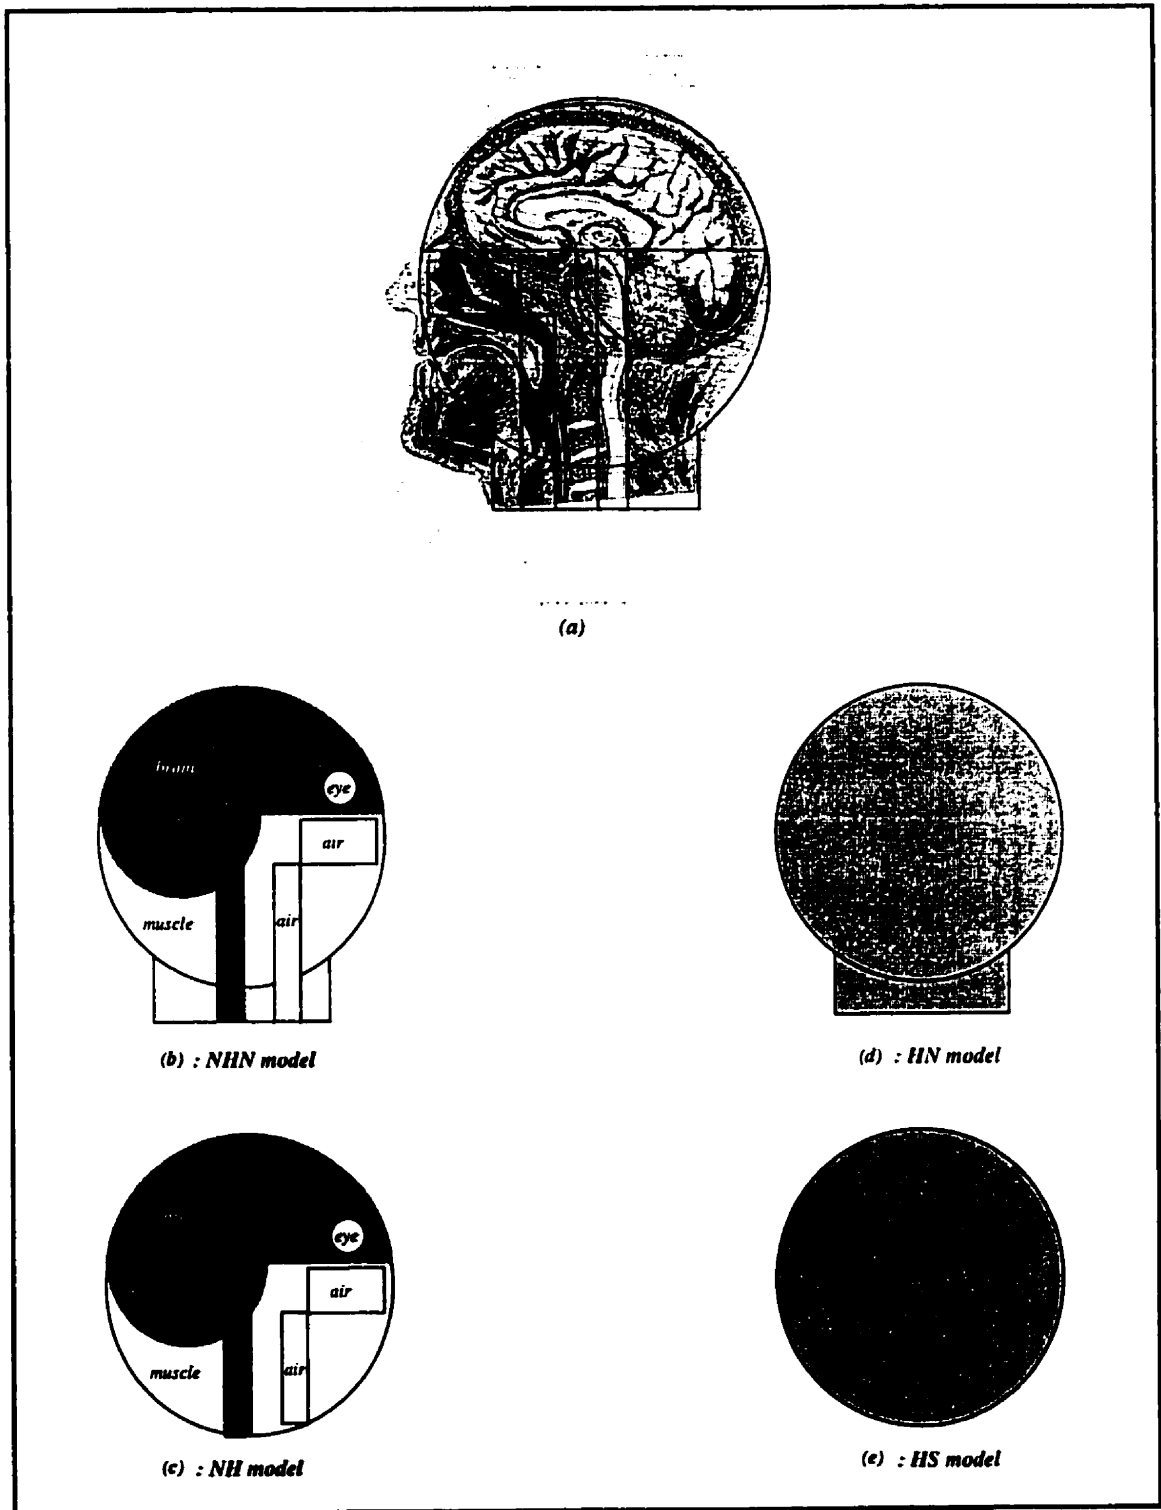 (a)
brain
eye
air
air
muscle
(b) : NHN model
(d) : HN model
eye
air
air
muscle
(c) : NH model
(e) : HS model